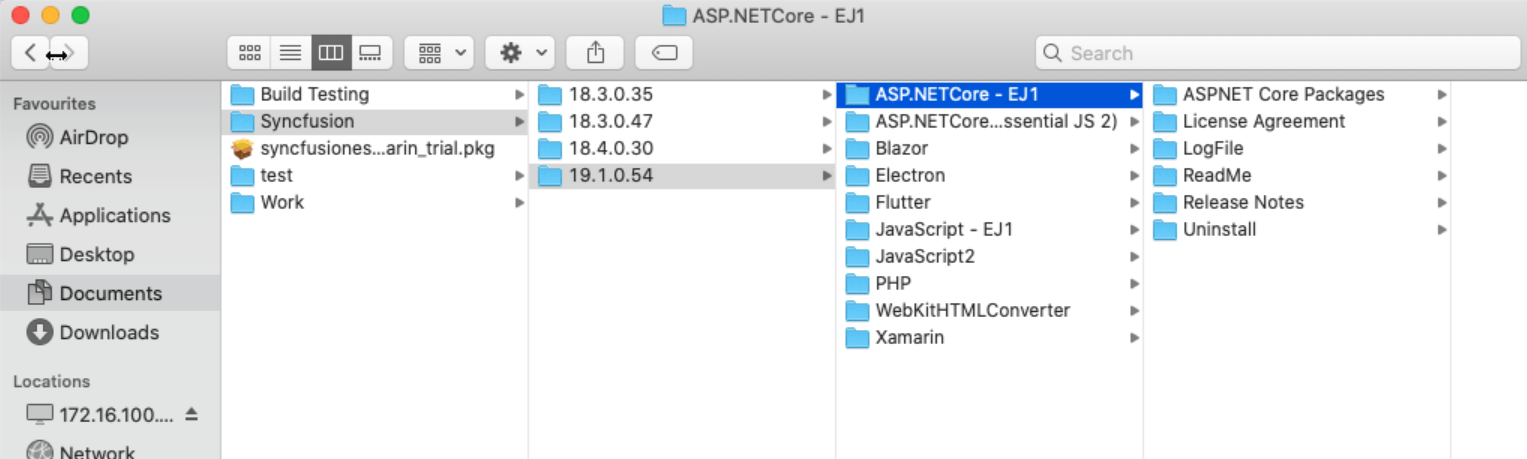 ASP.NETCore - EJ1
Search
Favourites
AirDrop
Recents
Applications
Desktop
Documents
Downloads
Locations
172.16.100....
Network
Build Testing
Syncfusion
syncfusiones...arin_trial.pkg
test
Work
18.3.0.35
18.3.0.47
18.4.0.30
19.1.0.54
ASP.NETCore - EJ1
ASP.NETCore...ssential JS 2)
Blazor
Electron
Flutter
JavaScript - EJ1
JavaScript2
PHP
WebKitHTMLConverter
Xamarin
ASPNET Core Packages
License Agreement
LogFile
ReadMe
Release Notes
Uninstall